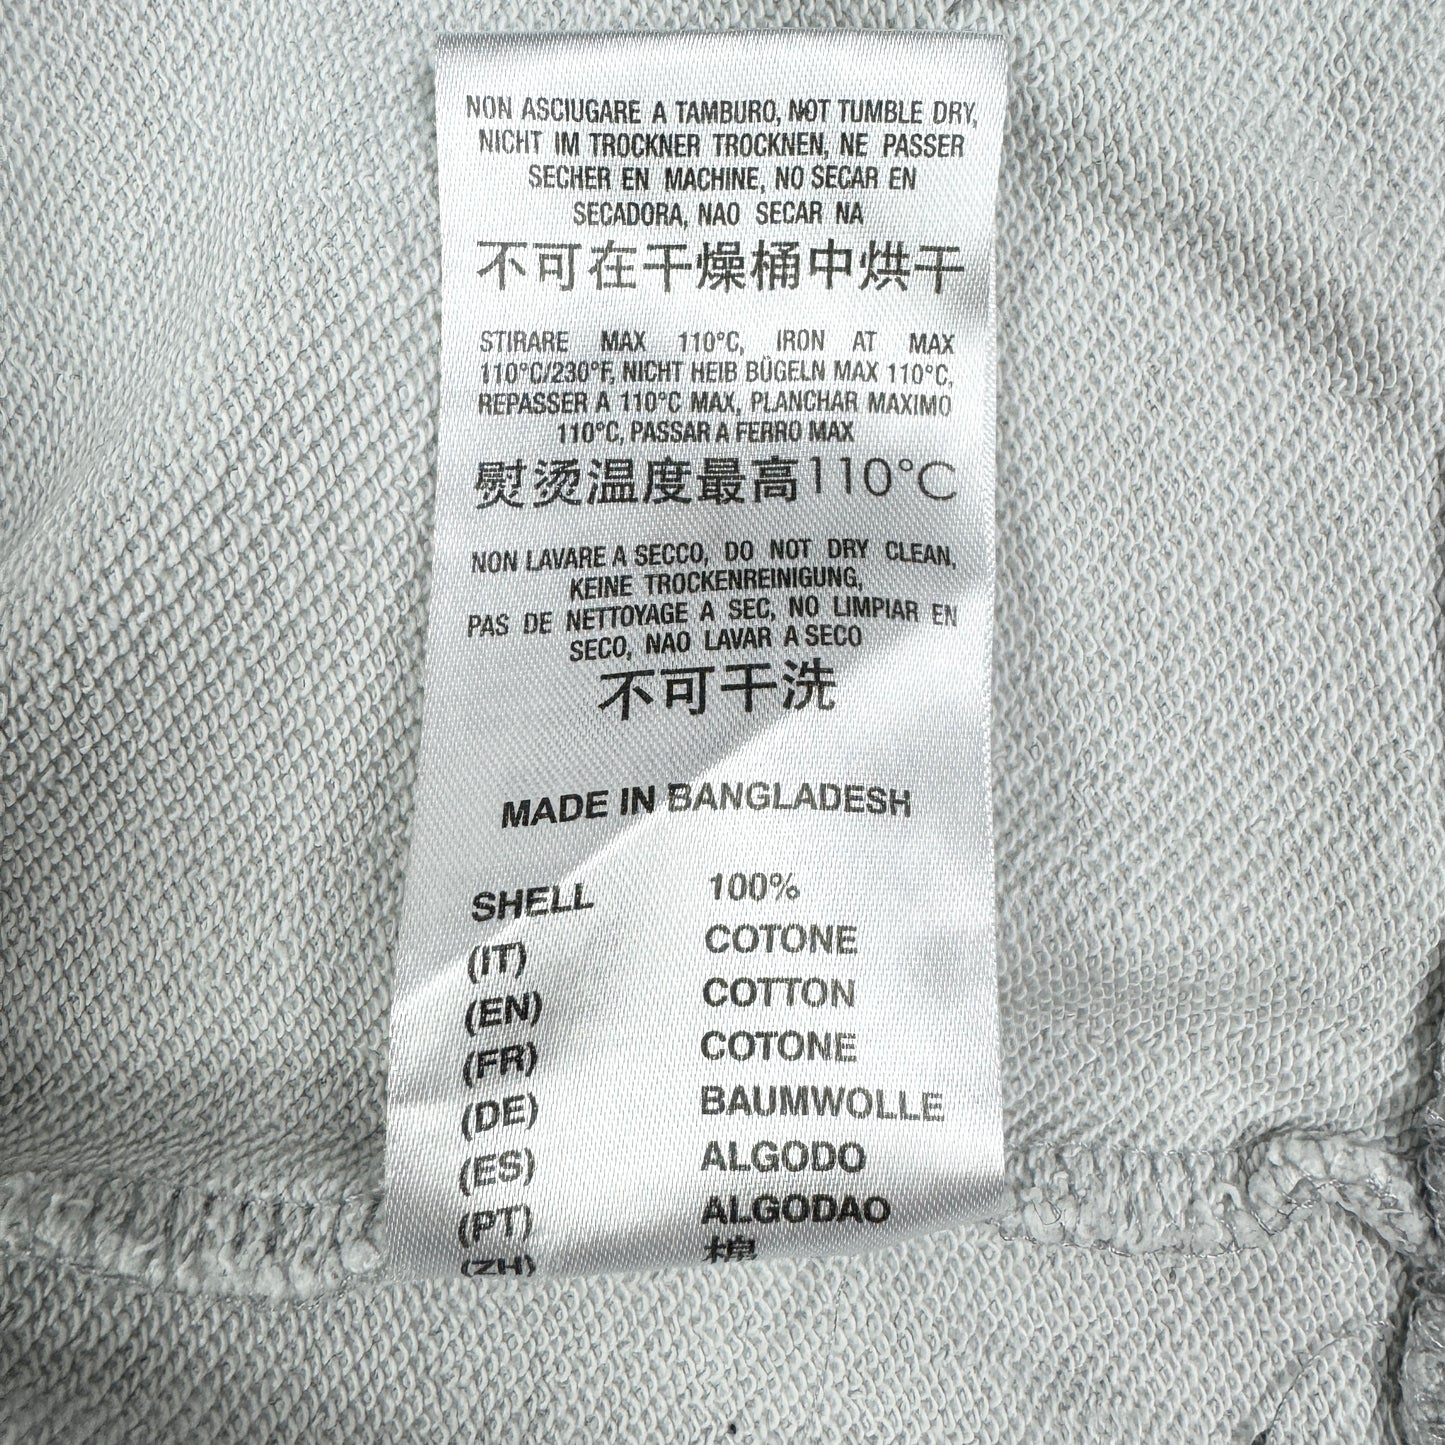 NON ASCIUGARE A TAMBURO, NOT TUMBLE DRY,
NICHT IM TROCKNER TROCKNEN, NE PASSER
SECHER EN MACHINE, NO SECAR EN
SECADORA, NAO SECAR NA
不可在干燥桶中烘干
STIRARE MAX 110°C, IRON AT MAX
110°C/230°F, NICHT HEIB BÜGELN MAX 110°C,
REPASSER A 110°C MAX, PLANCHAR MAXIMO
110°C, PASSAR A FERRO MAX
熨烫温度最高110°C
NON LAVARE A SECCO, DO NOT DRY CLEAN,
KEINE TROCKENREINIGUNG,
PAS DE NETTOYAGE A SEC, NO LIMPIAR EN
SECO, NAO LAVAR A SECO
不可干洗
MADE IN BANGLADESH
SHELL 100%
(IT) COTONE
(EN) COTTON
(FR) COTONE
(DE) BAUMWOLLE
(ES) ALGODO
(PT) ALGODAO
(ZH) 棉